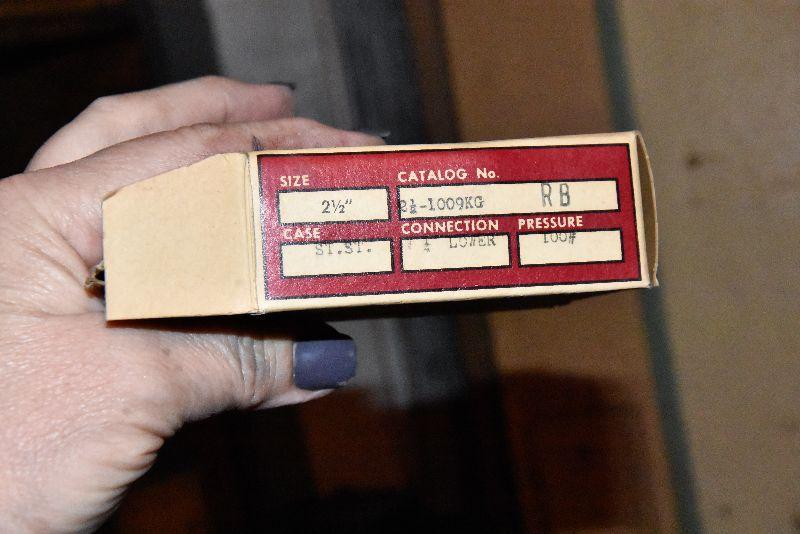 SIZE CATALOG No.
2½" 2½-1009KG RB
CASE CONNECTION PRESSURE
ST.ST. ¼ LOWER 100#